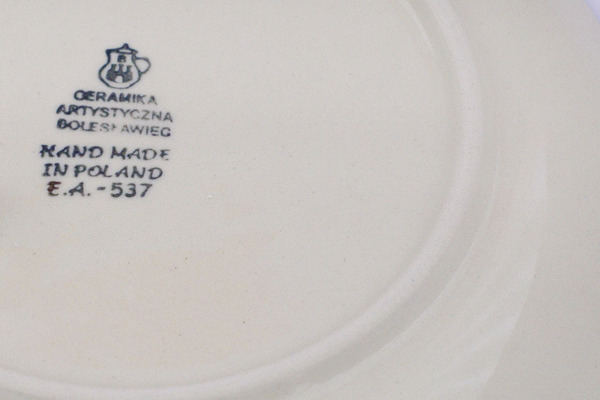 B
CERAMIKA
ARTYSTYCZNA
BOLESŁAWIEC
HAND MADE
IN POLAND
E.A.-537